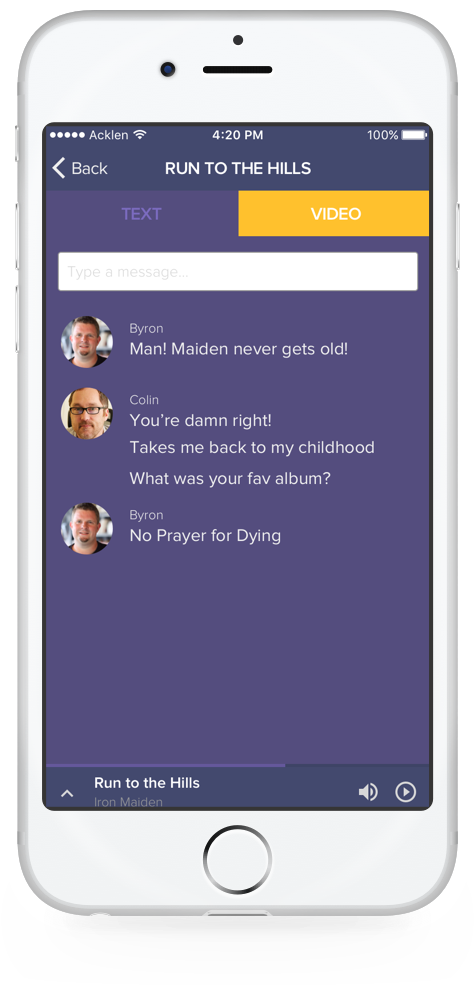 Acklen 4:20 PM 100%
Back RUN TO THE HILLS
TEXT VIDEO
Type a message...
Byron
Man! Maiden never gets old!
Colin
You're damn right!
Takes me back to my childhood
What was your fav album?
Byron
No Prayer for Dying
Run to the Hills
Iron Maiden